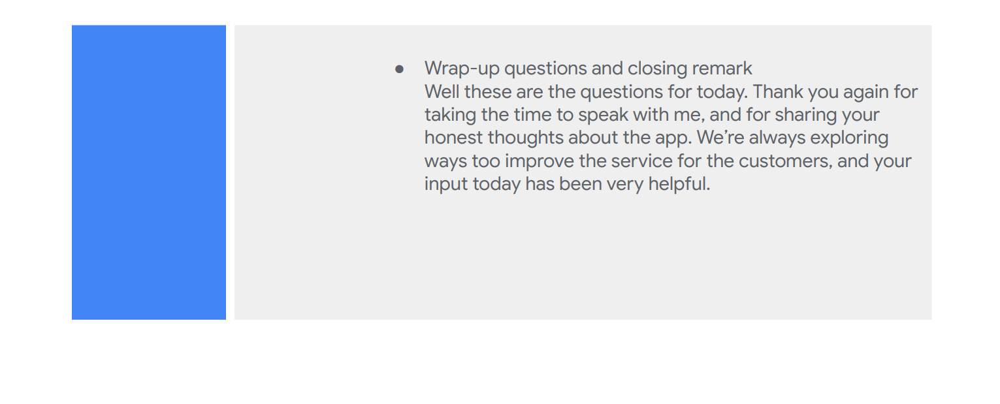 ● Wrap-up questions and closing remark
Well these are the questions for today. Thank you again for
taking the time to speak with me, and for sharing your
honest thoughts about the app. We’re always exploring
ways too improve the service for the customers, and your
input today has been very helpful.